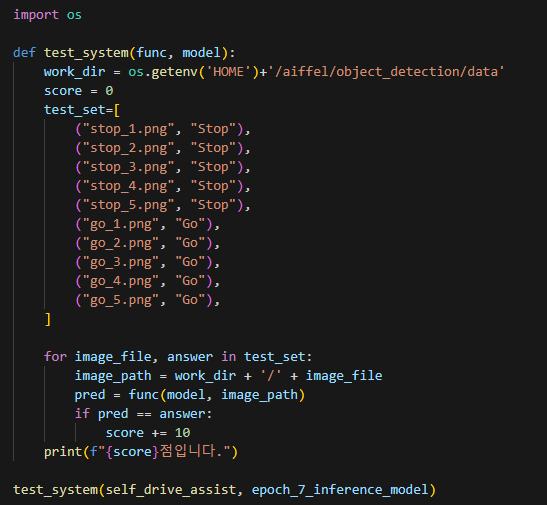 import os
def test_system(func, model):
    work_dir = os.getenv('HOME')+'/aiffel/object_detection/data'
    score = 0
    test_set=[
        ("stop_1.png", "Stop"),
        ("stop_2.png", "Stop"),
        ("stop_3.png", "Stop"),
        ("stop_4.png", "Stop"),
        ("stop_5.png", "Stop"),
        ("go_1.png", "Go"),
        ("go_2.png", "Go"),
        ("go_3.png", "Go"),
        ("go_4.png", "Go"),
        ("go_5.png", "Go"),
    ]
    for image_file, answer in test_set:
        image_path = work_dir + '/' + image_file
        pred = func(model, image_path)
        if pred == answer:
            score += 10
    print(f"{score}점입니다.")
test_system(self_drive_assist, epoch_7_inference_model)